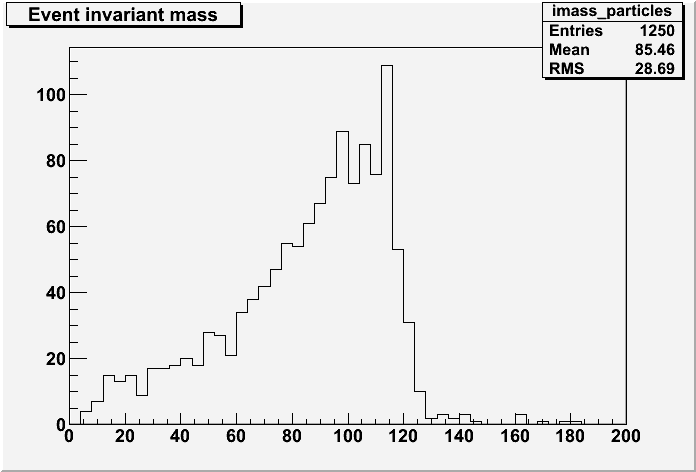 Event invariant mass
imass_particles
Entries 1250
Mean 85.46
RMS 28.69
100
80
60
40
20
0
0 20 40 60 80 100 120 140 160 180 200